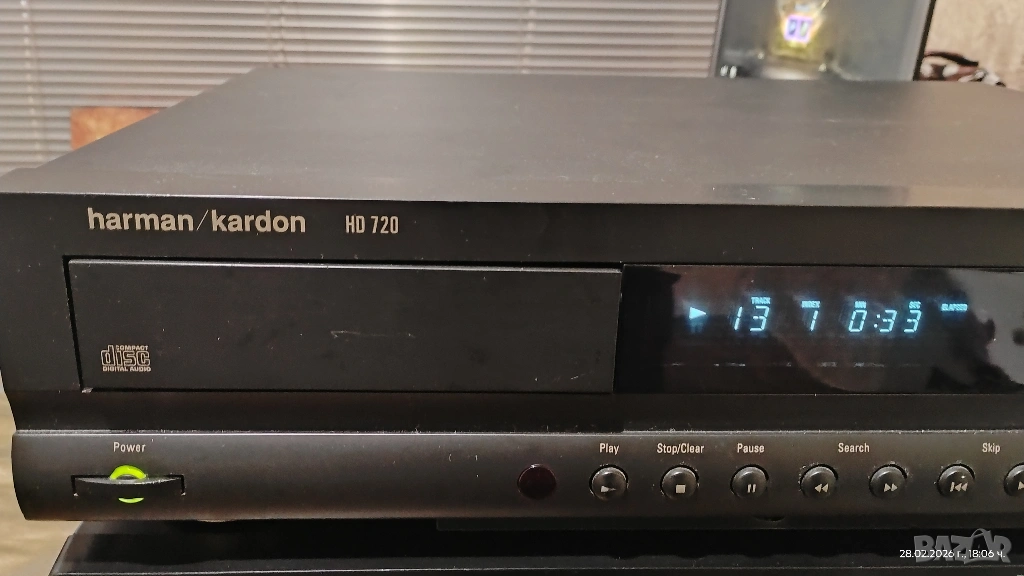 harman/kardon HD 720
TRACK INDEX MIN SEC ELAPSED
13 1 0:33
COMPACT
disc
DIGITAL AUDIO
Power Play Stop/Clear Pause Search Skip
BAZAR
28.02.2026 г., 18:06 ч.